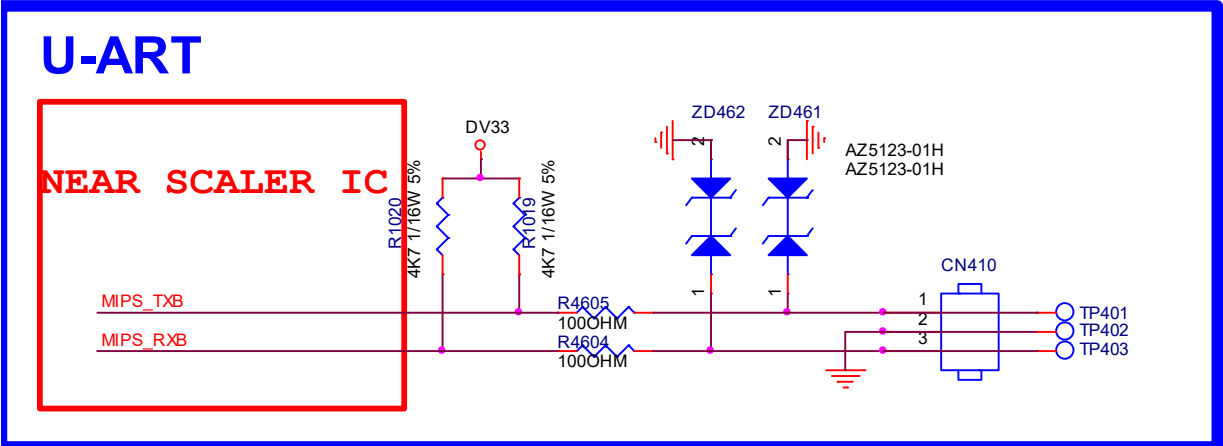 U-ART
NEAR SCALER IC
DV33
R1020
4K7 1/16W 5%
R1019
4K7 1/16W 5%
ZD462
ZD461
2
2
AZ5123-01H
AZ5123-01H
1
1
MIPS_TXB
MIPS_RXB
R4605
100OHM
R4604
100OHM
CN410
1
2
3
TP401
TP402
TP403